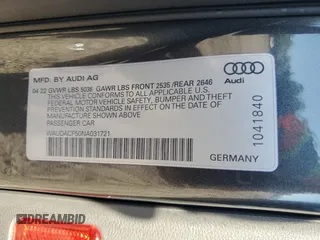 MFD. BY AUDI AG
04 22 GVWR LBS 5038 GAWR LBS FRONT 2535 /REAR 2646
THIS CAR CONFORMS TO ALL APPLICABLE U.S.
FEDERAL MOTOR VEHICLE SAFETY, BUMPER AND THEFT
PREVENTION STANDARDS IN EFFECT ON THE DATE OF
MANUFACTURE SHOWN ABOVE.
PASSENGER CAR
WAUDACF50NA031721
GERMANY
Audi
1041840
DREAMBID